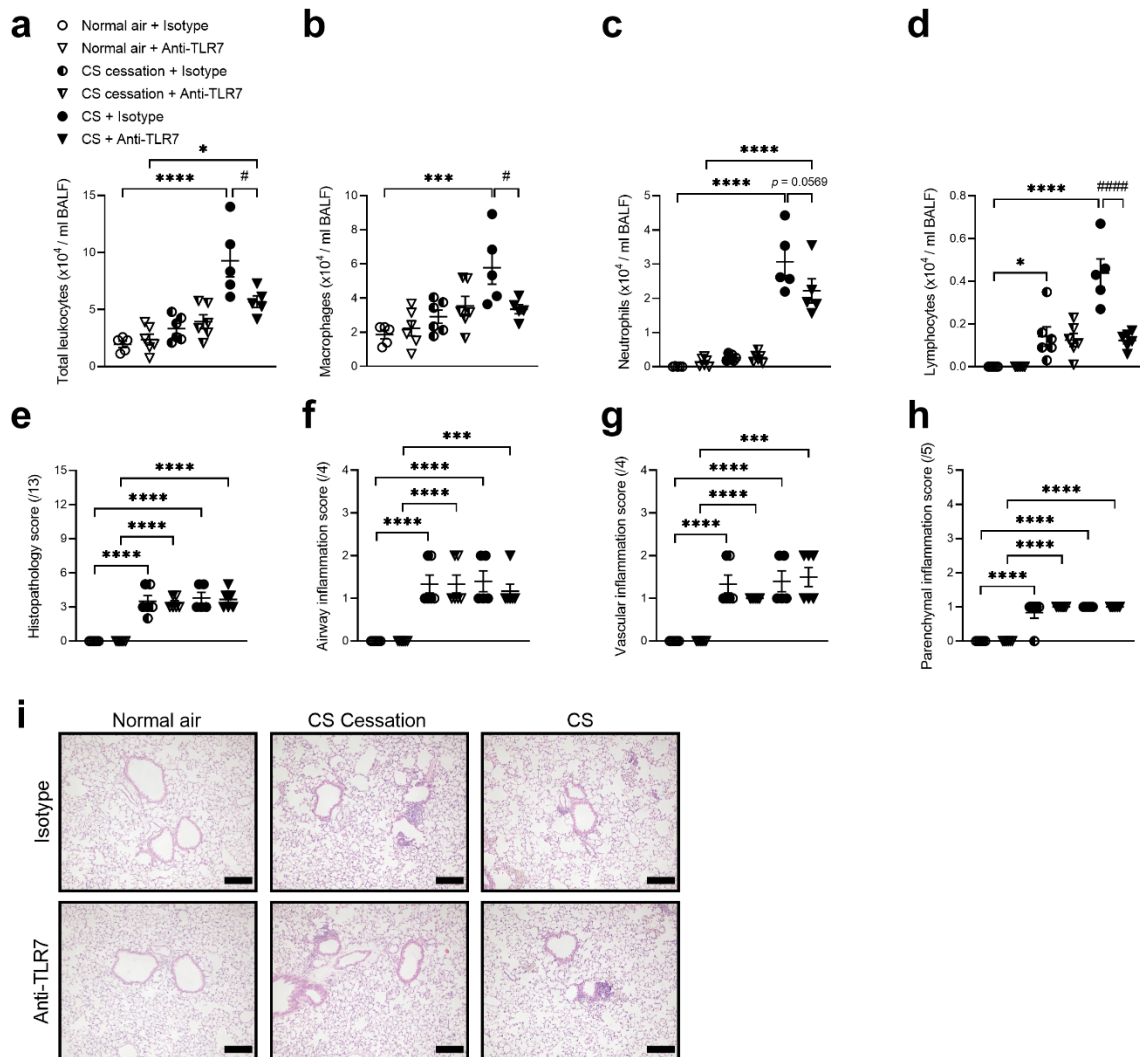 a
b
c
d
Normal air + Isotype
Normal air + Anti-TLR7
CS cessation + Isotype
CS cessation + Anti-TLR7
CS + Isotype
CS + Anti-TLR7
*
****
#
Total leukocytes (x10⁴ / ml BALF)
15
10
5
0
***
#
Macrophages (x10⁴ / ml BALF)
10
8
6
4
2
0
****
****
p = 0.0569
Neutrophils (x10⁴ / ml BALF)
5
4
3
2
1
0
****
####
*
Lymphocytes (x10⁴ / ml BALF)
0.8
0.6
0.4
0.2
0.0
e
f
g
h
****
****
****
****
Histopathology score (/13)
15
12
9
6
3
0
***
****
****
****
Airway inflammation score (/4)
4
3
2
1
0
***
****
****
****
Vascular inflammation score (/4)
4
3
2
1
0
****
****
****
****
Parenchymal inflammation score (/5)
5
4
3
2
1
0
i
Normal air
CS Cessation
CS
Isotype
Anti-TLR7